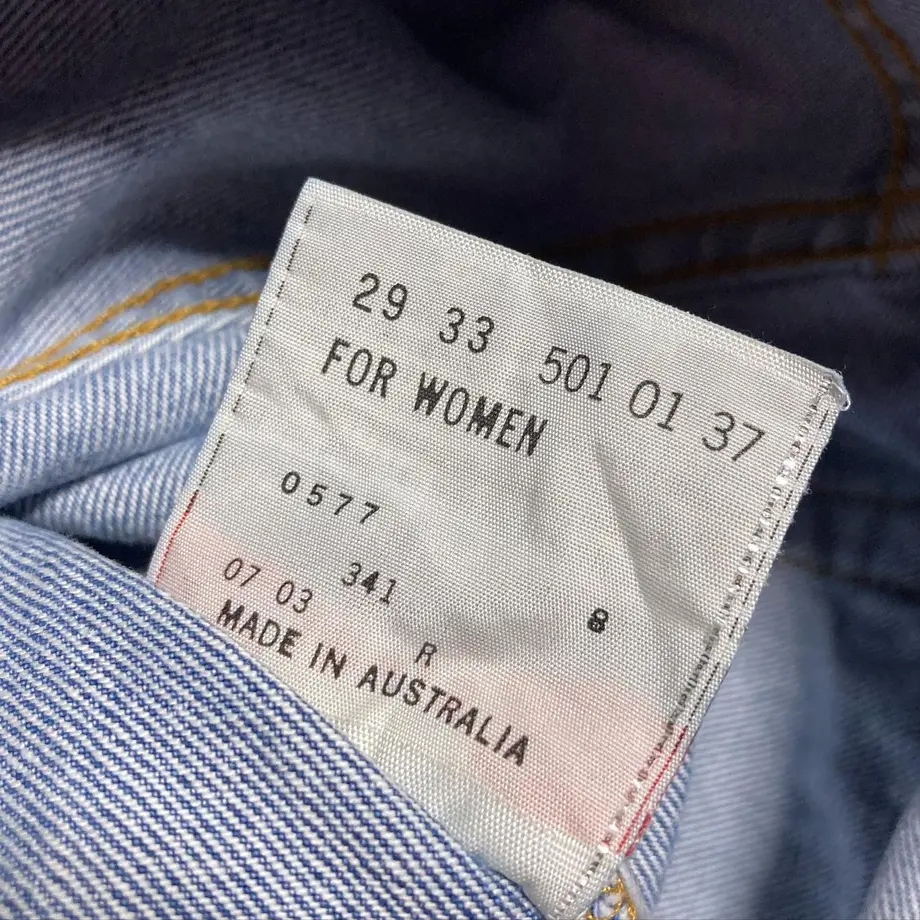 29 33 501 01 37
FOR WOMEN
0577
341 8
07 03 R
MADE IN AUSTRALIA